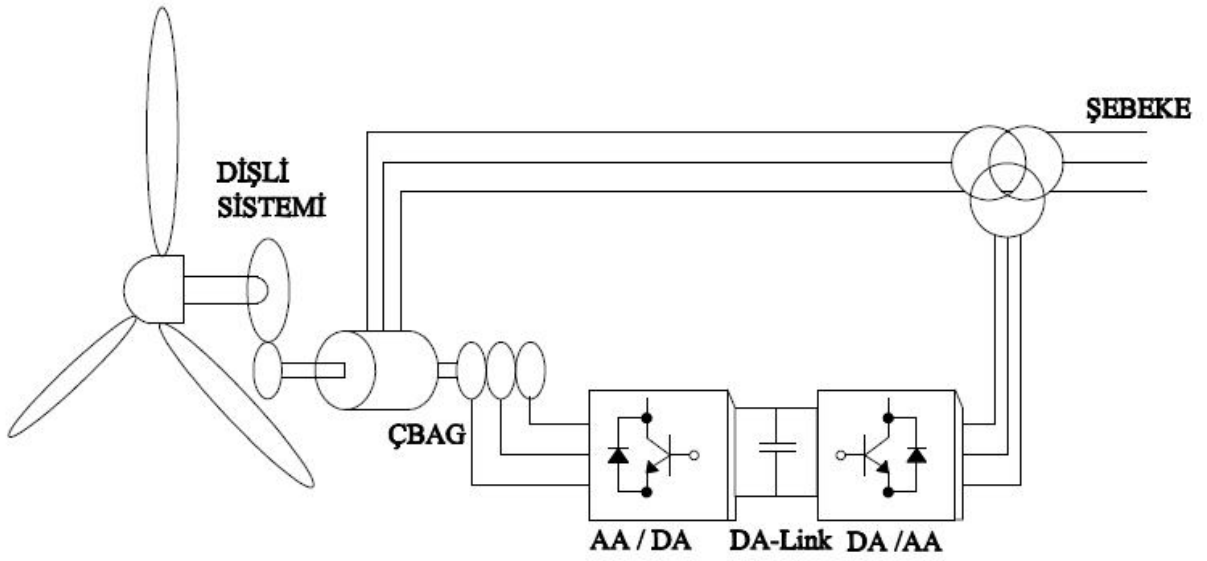 ŞEBEKE
DİŞLİ
SİSTEMİ
ÇBAG
AA / DA
DA-Link
DA /AA